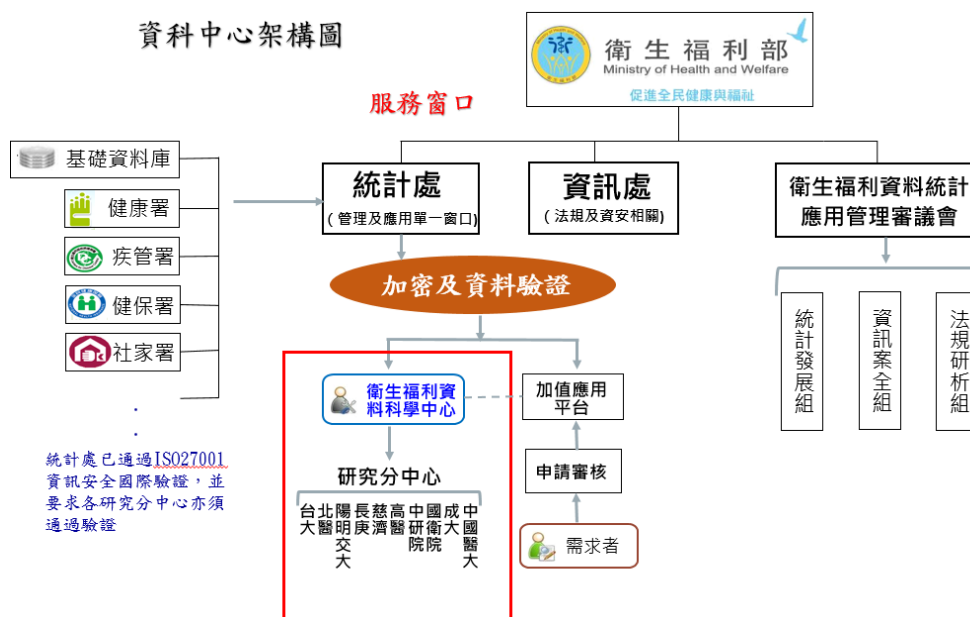 資科中心架構圖
衛生福利部
Ministry of Health and Welfare
促進全民健康與福祉
服務窗口
基礎資料庫
健康署
疾管署
健保署
社家署
統計處已通過ISO27001
資訊安全國際驗證，並
要求各研究分中心亦須
通過驗證
統計處
（管理及應用單一窗口）
資訊處
（法規及資安相關)
衛生福利資料統計
應用管理審議會
統計發展組
資訊案全組
法規研析組
加密及資料驗證
衛生福利資
料科學中心
加值應用
平台
研究分中心
台大
北醫
陽明交大
長庚
慈濟
高醫
中研院
國衛院
成大
中國醫大
申請審核
需求者